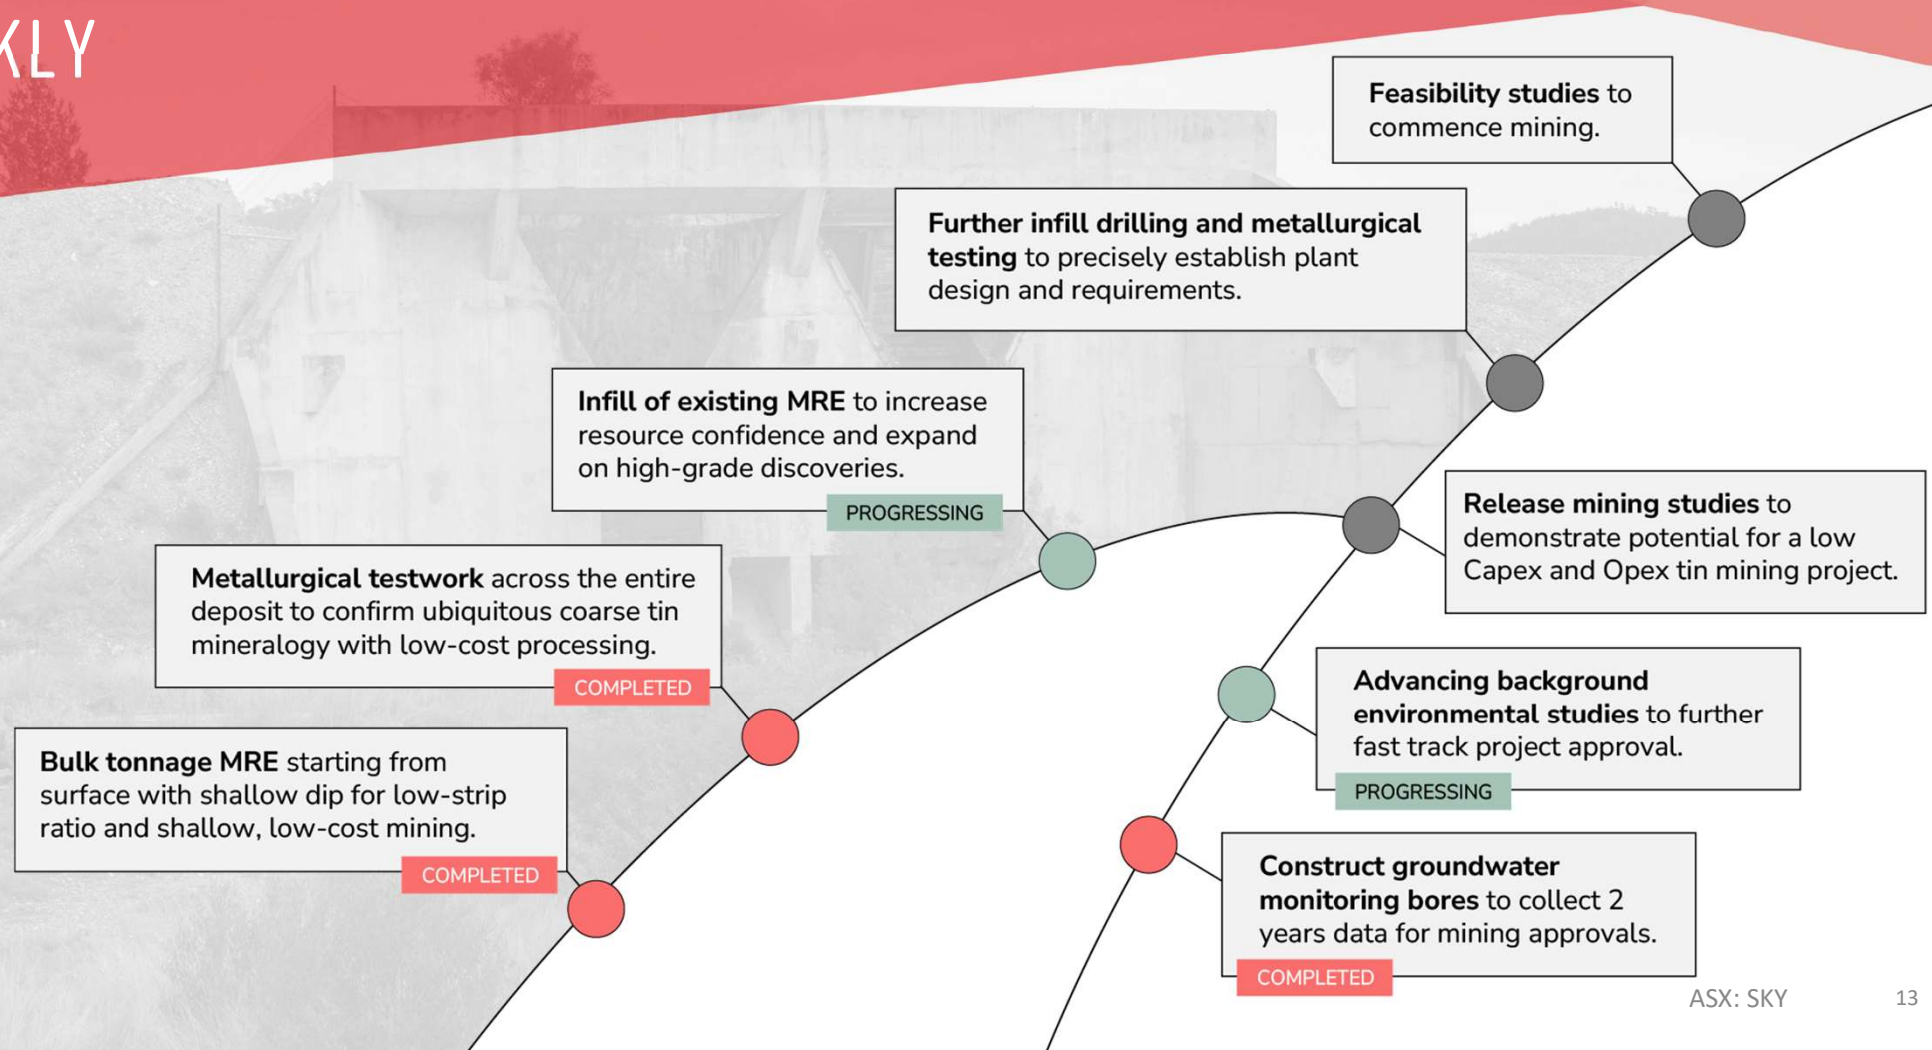 KLY
Feasibility studies to
commence mining.
Further infill drilling and metallurgical
testing to precisely establish plant
design and requirements.
Infill of existing MRE to increase
resource confidence and expand
on high-grade discoveries.
PROGRESSING
Release mining studies to
demonstrate potential for a low
Capex and Opex tin mining project.
Metallurgical testwork across the entire
deposit to confirm ubiquitous coarse tin
mineralogy with low-cost processing.
COMPLETED
Advancing background
environmental studies to further
fast track project approval.
PROGRESSING
Bulk tonnage MRE starting from
surface with shallow dip for low-strip
ratio and shallow, low-cost mining.
COMPLETED
Construct groundwater
monitoring bores to collect 2
years data for mining approvals.
COMPLETED
ASX: SKY
13